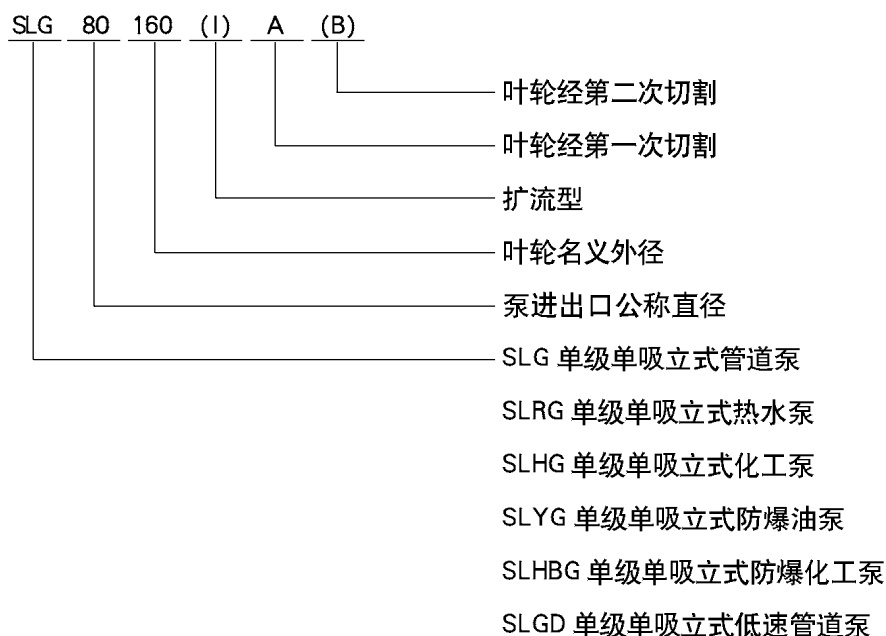 SLG 80 160 (I) A (B)
叶轮经第二次切割
叶轮经第一次切割
扩流型
叶轮名义外径
泵进出口公称直径
SLG 单级单吸立式管道泵
SLRG 单级单吸立式热水泵
SLHG 单级单吸立式化工泵
SLYG 单级单吸立式防爆油泵
SLHBG 单级单吸立式防爆化工泵
SLGD 单级单吸立式低速管道泵